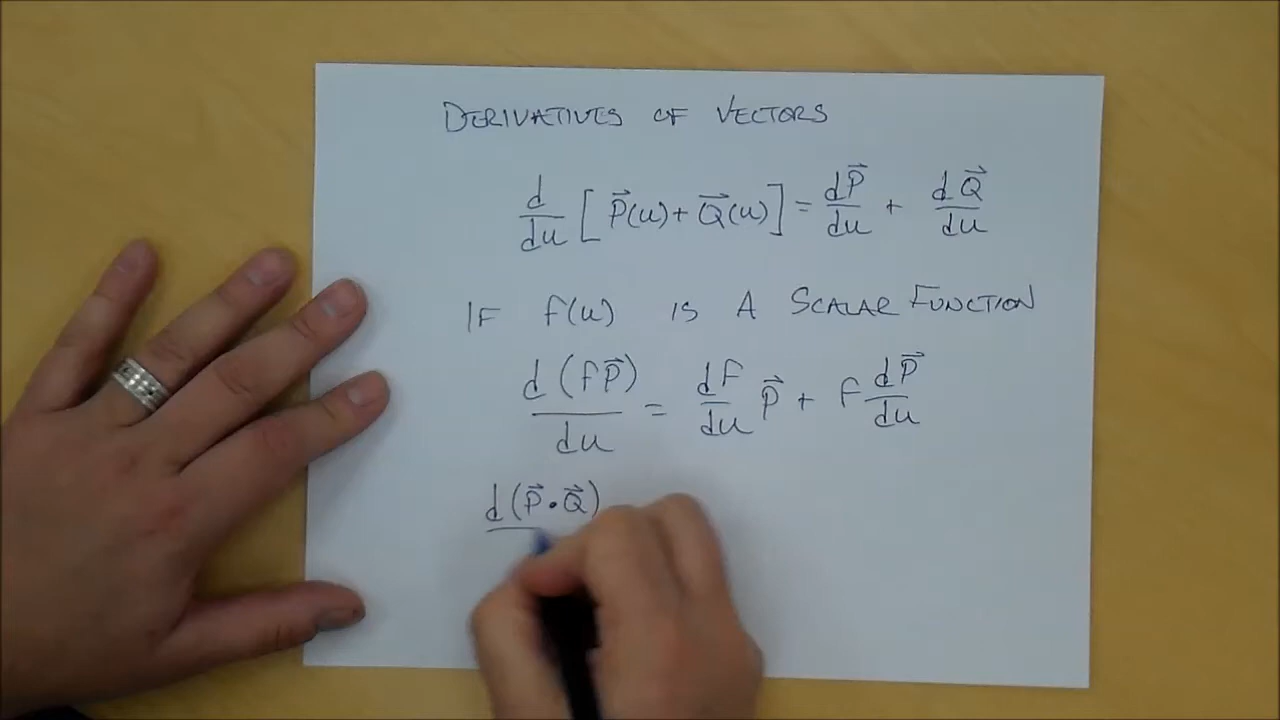 DERIVATIVES OF VECTORS
d/du [P⃗(u) + Q⃗(u)] = dP⃗/du + dQ⃗/du
IF f(u) IS A SCALAR FUNCTION
d(fP⃗)/du = df/du P⃗ + f dP⃗/du
d(P⃗ • Q⃗)